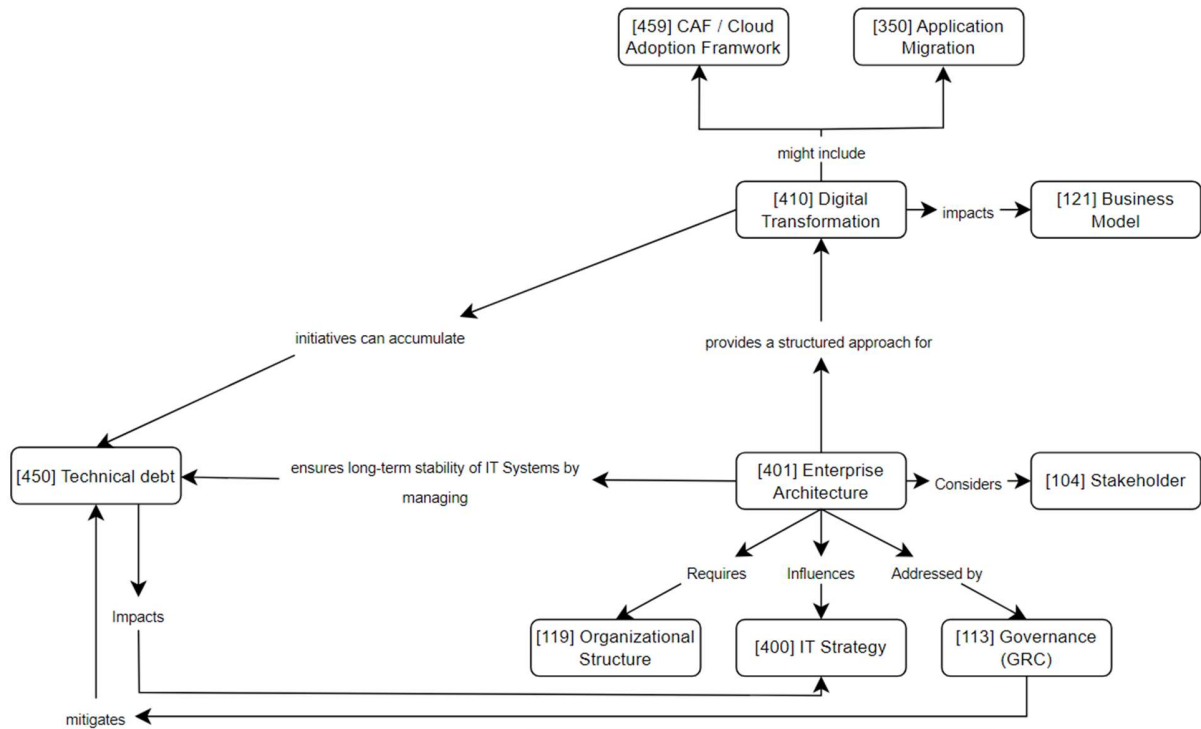 [459] CAF / Cloud
Adoption Framwork
[350] Application
Migration
might include
[410] Digital
Transformation
impacts
[121] Business
Model
initiatives can accumulate
provides a structured approach for
[450] Technical debt
ensures long-term stability of IT Systems by
managing
[401] Enterprise
Architecture
Considers
[104] Stakeholder
Requires
Influences
Addressed by
Impacts
[119] Organizational
Structure
[400] IT Strategy
[113] Governance
(GRC)
mitigates